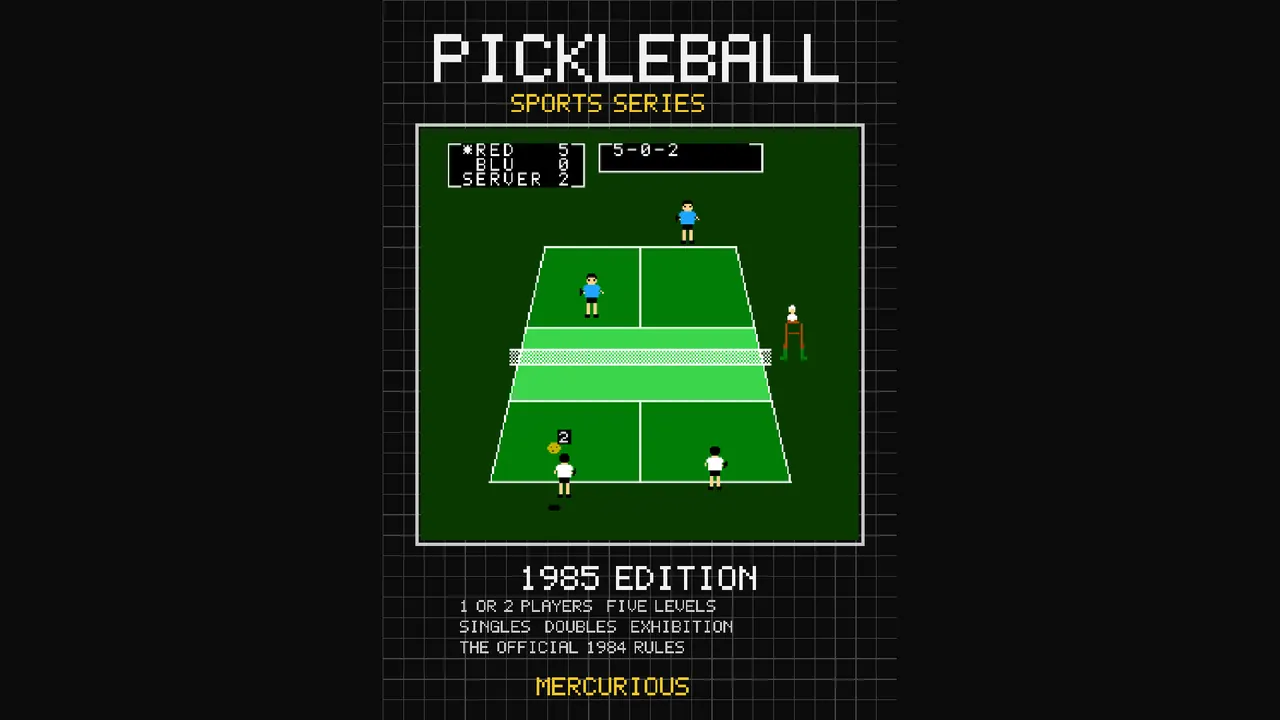 PICKLEBALL
SPORTS SERIES
*RED 5
BLU 0
SERVER 2
5-0-2
2
1985 EDITION
1 OR 2 PLAYERS FIVE LEVELS
SINGLES DOUBLES EXHIBITION
THE OFFICIAL 1984 RULES
MERCURIOUS